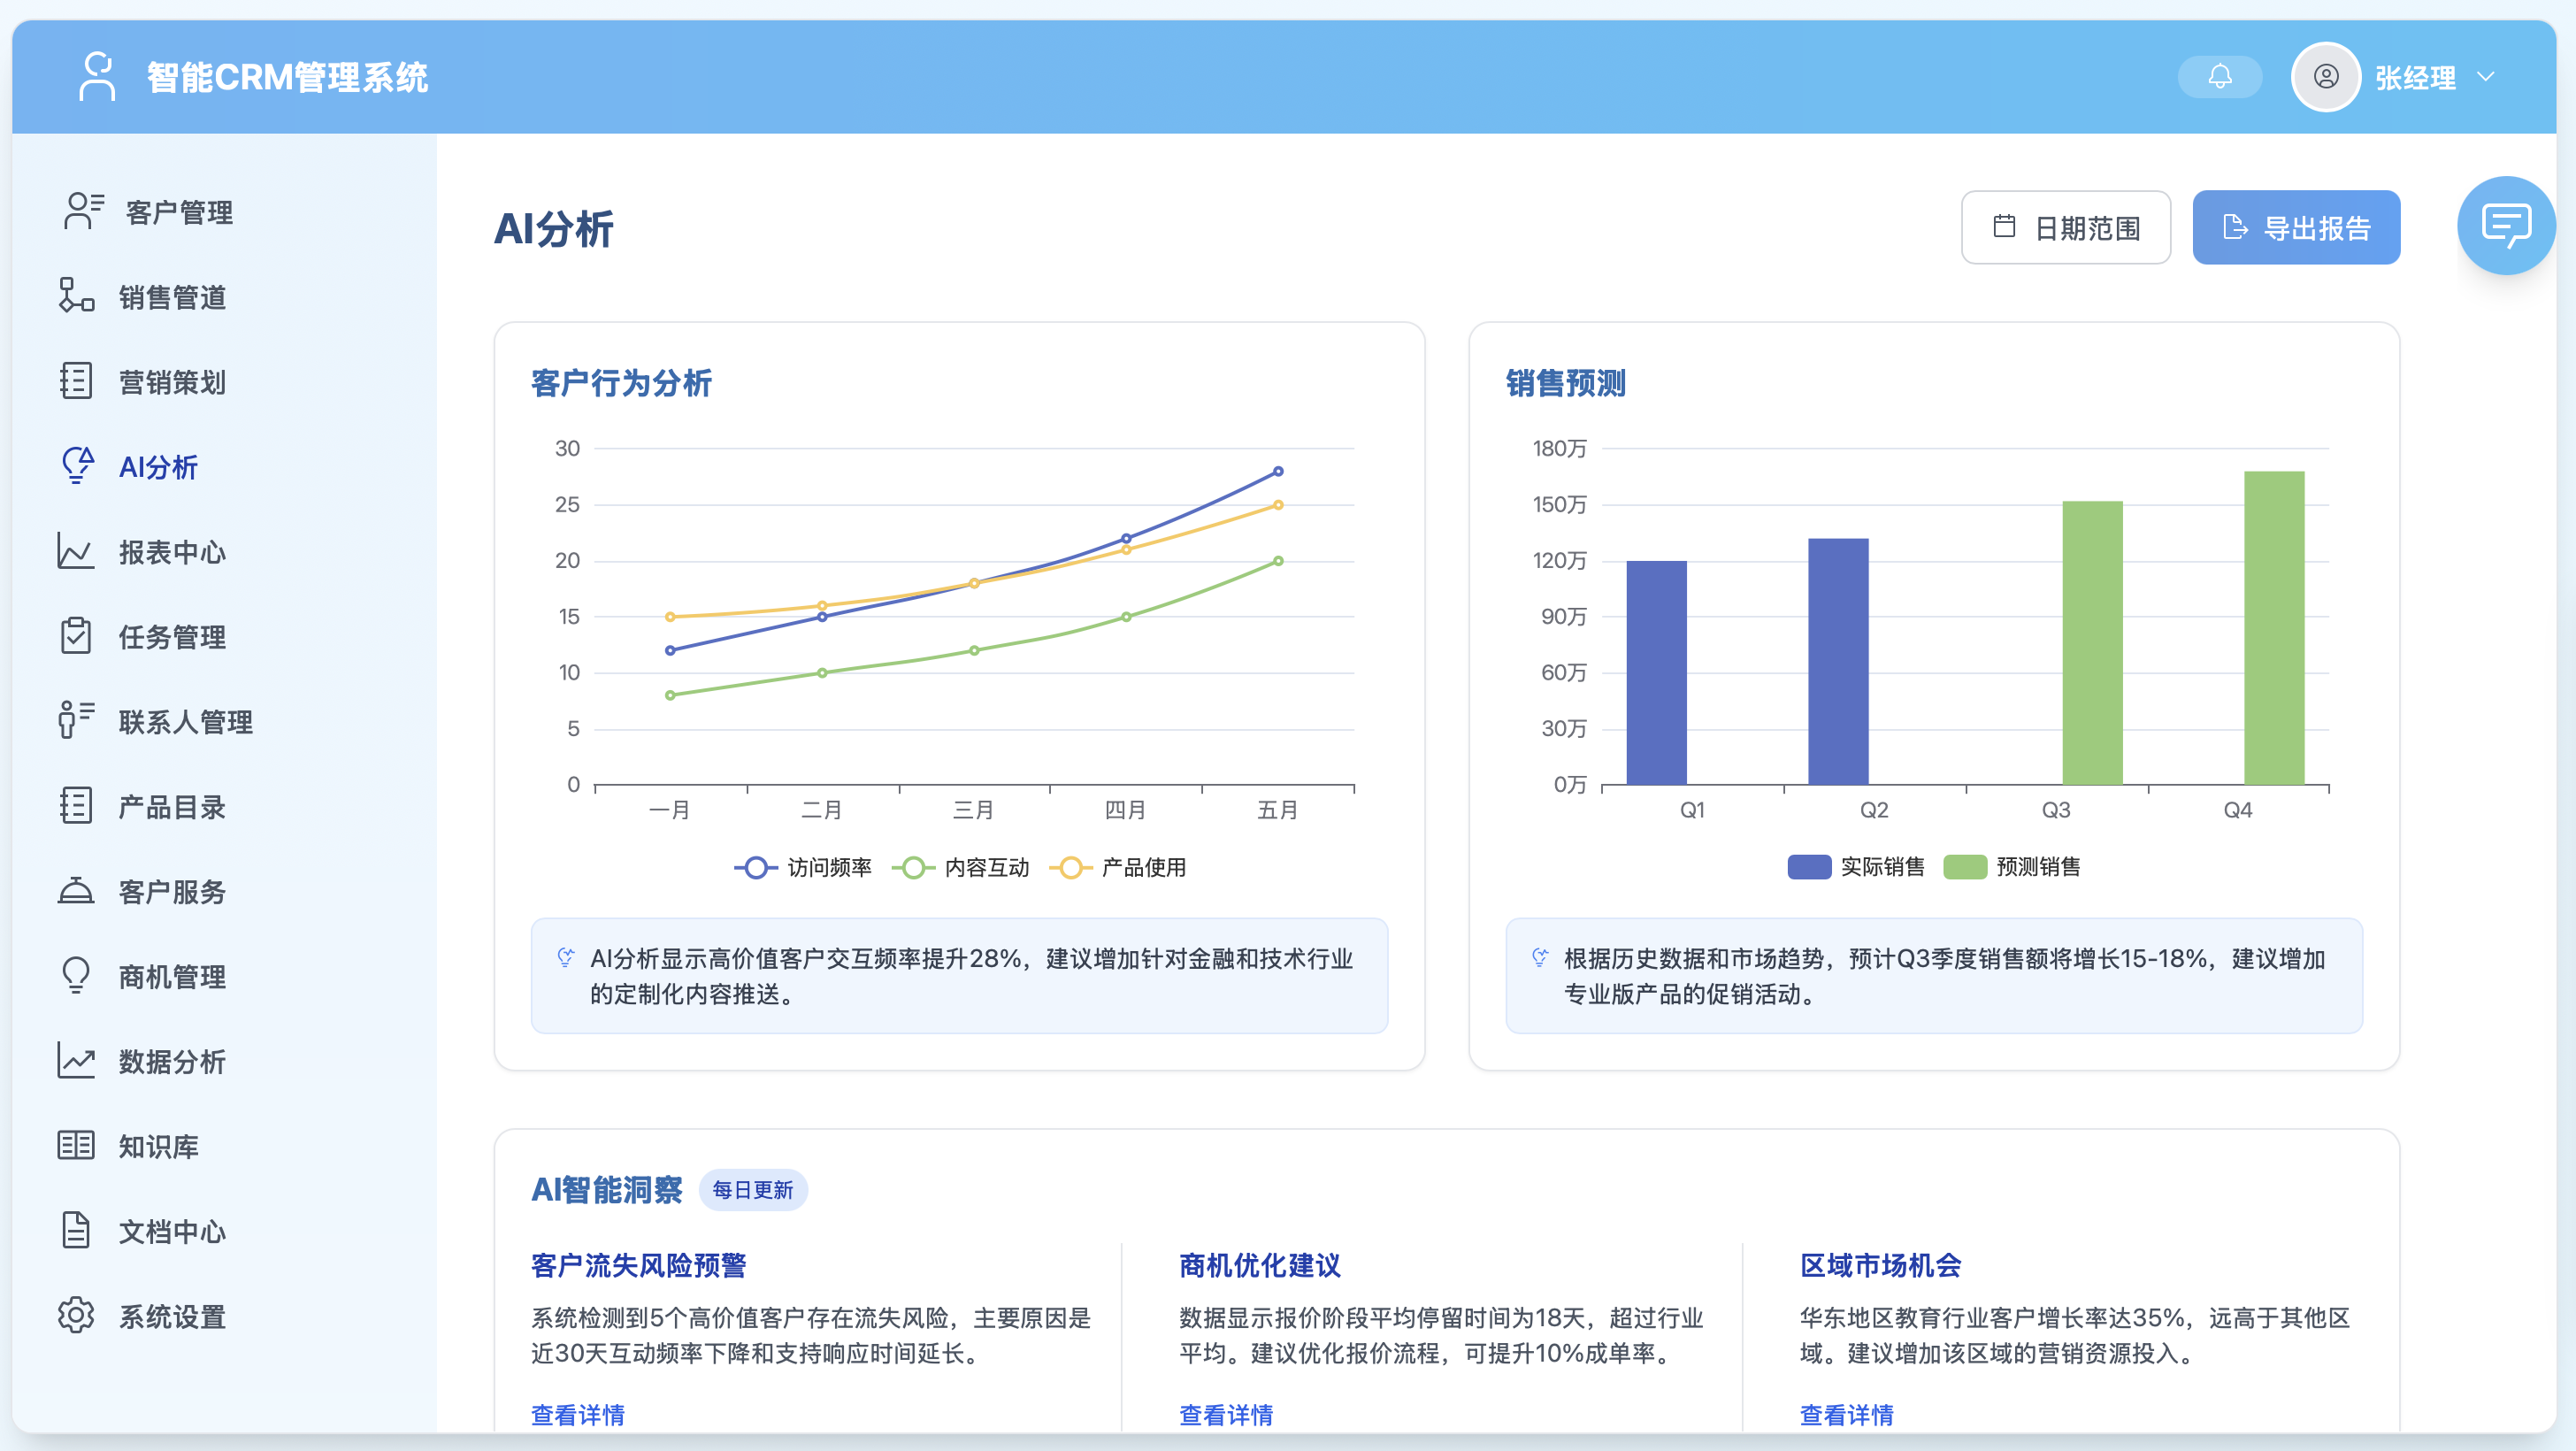 智能CRM管理系统
张经理
客户管理
销售管道
营销策划
AI分析
报表中心
任务管理
联系人管理
产品目录
客户服务
商机管理
数据分析
知识库
文档中心
系统设置
AI分析
日期范围
导出报告
客户行为分析
30
25
20
15
10
5
0
一月
二月
三月
四月
五月
访问频率
内容互动
产品使用
AI分析显示高价值客户交互频率提升28%，建议增加针对金融和技术行业
的定制化内容推送。
销售预测
180万
150万
120万
90万
60万
30万
0万
Q1
Q2
Q3
Q4
实际销售
预测销售
根据历史数据和市场趋势，预计Q3季度销售额将增长15-18%，建议增加
专业版产品的促销活动。
AI智能洞察
每日更新
客户流失风险预警
系统检测到5个高价值客户存在流失风险，主要原因是
近30天互动频率下降和支持响应时间延长。
查看详情
商机优化建议
数据显示报价阶段平均停留时间为18天，超过行业
平均。建议优化报价流程，可提升10%成单率。
查看详情
区域市场机会
华东地区教育行业客户增长率达35%，远高于其他区
域。建议增加该区域的营销资源投入。
查看详情